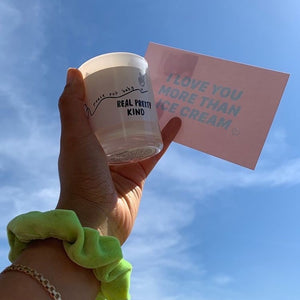 REAL PRETTY
KIND
I LOVE YOU
MORE THAN
ICE CREAM